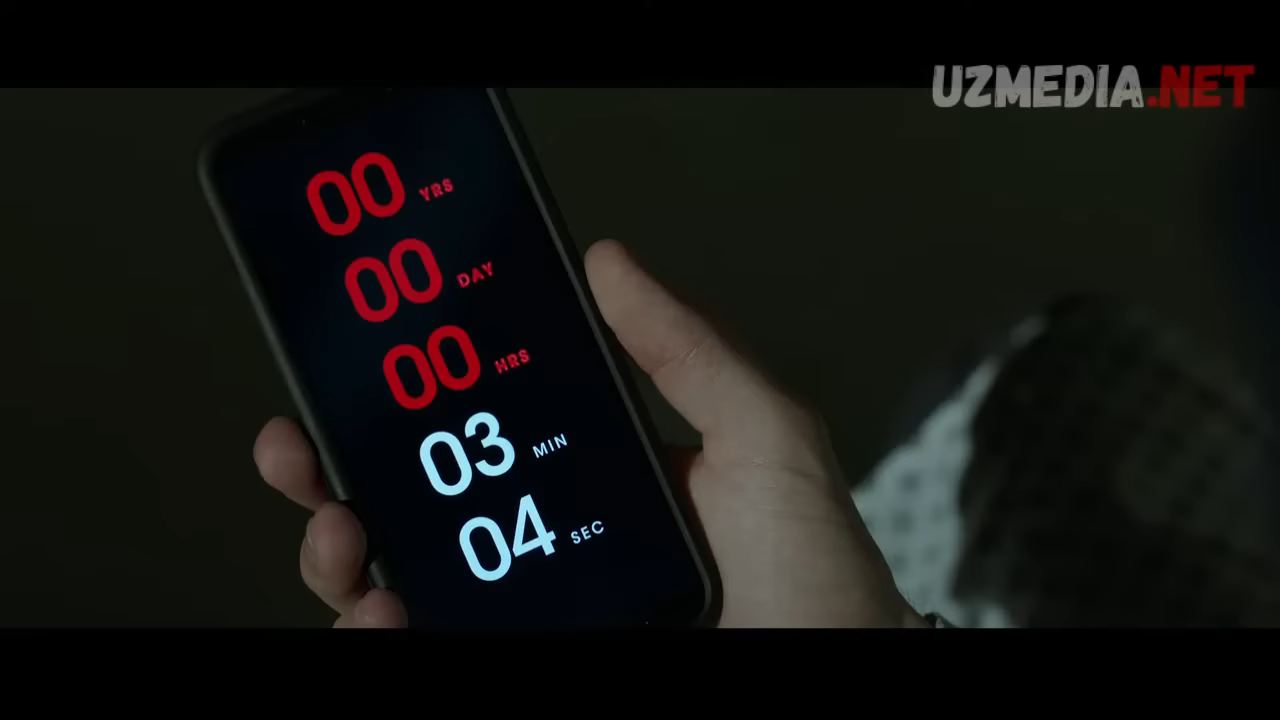 UZMEDIA.NET
00 YRS
00 DAY
00 HRS
03 MIN
04 SEC